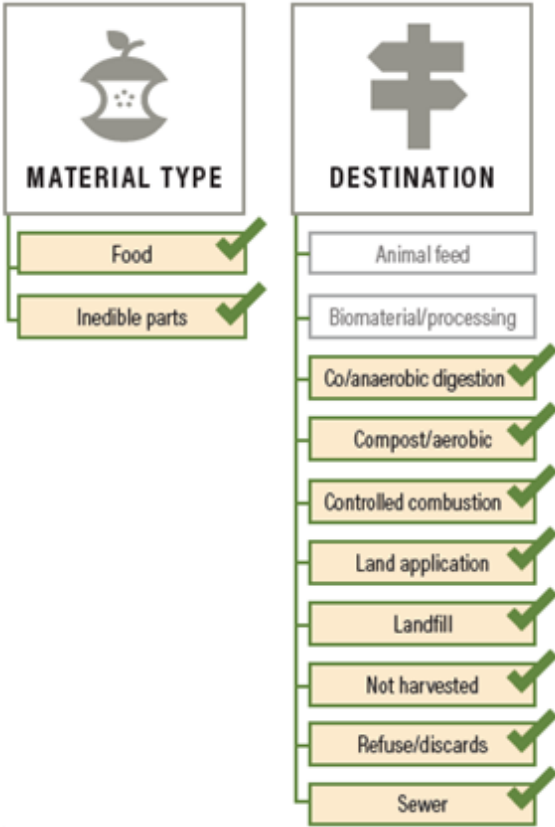 MATERIAL TYPE
Food
Inedible parts
DESTINATION
Animal feed
Biomaterial/processing
Co/anaerobic digestion
Compost/aerobic
Controlled combustion
Land application
Landfill
Not harvested
Refuse/discards
Sewer